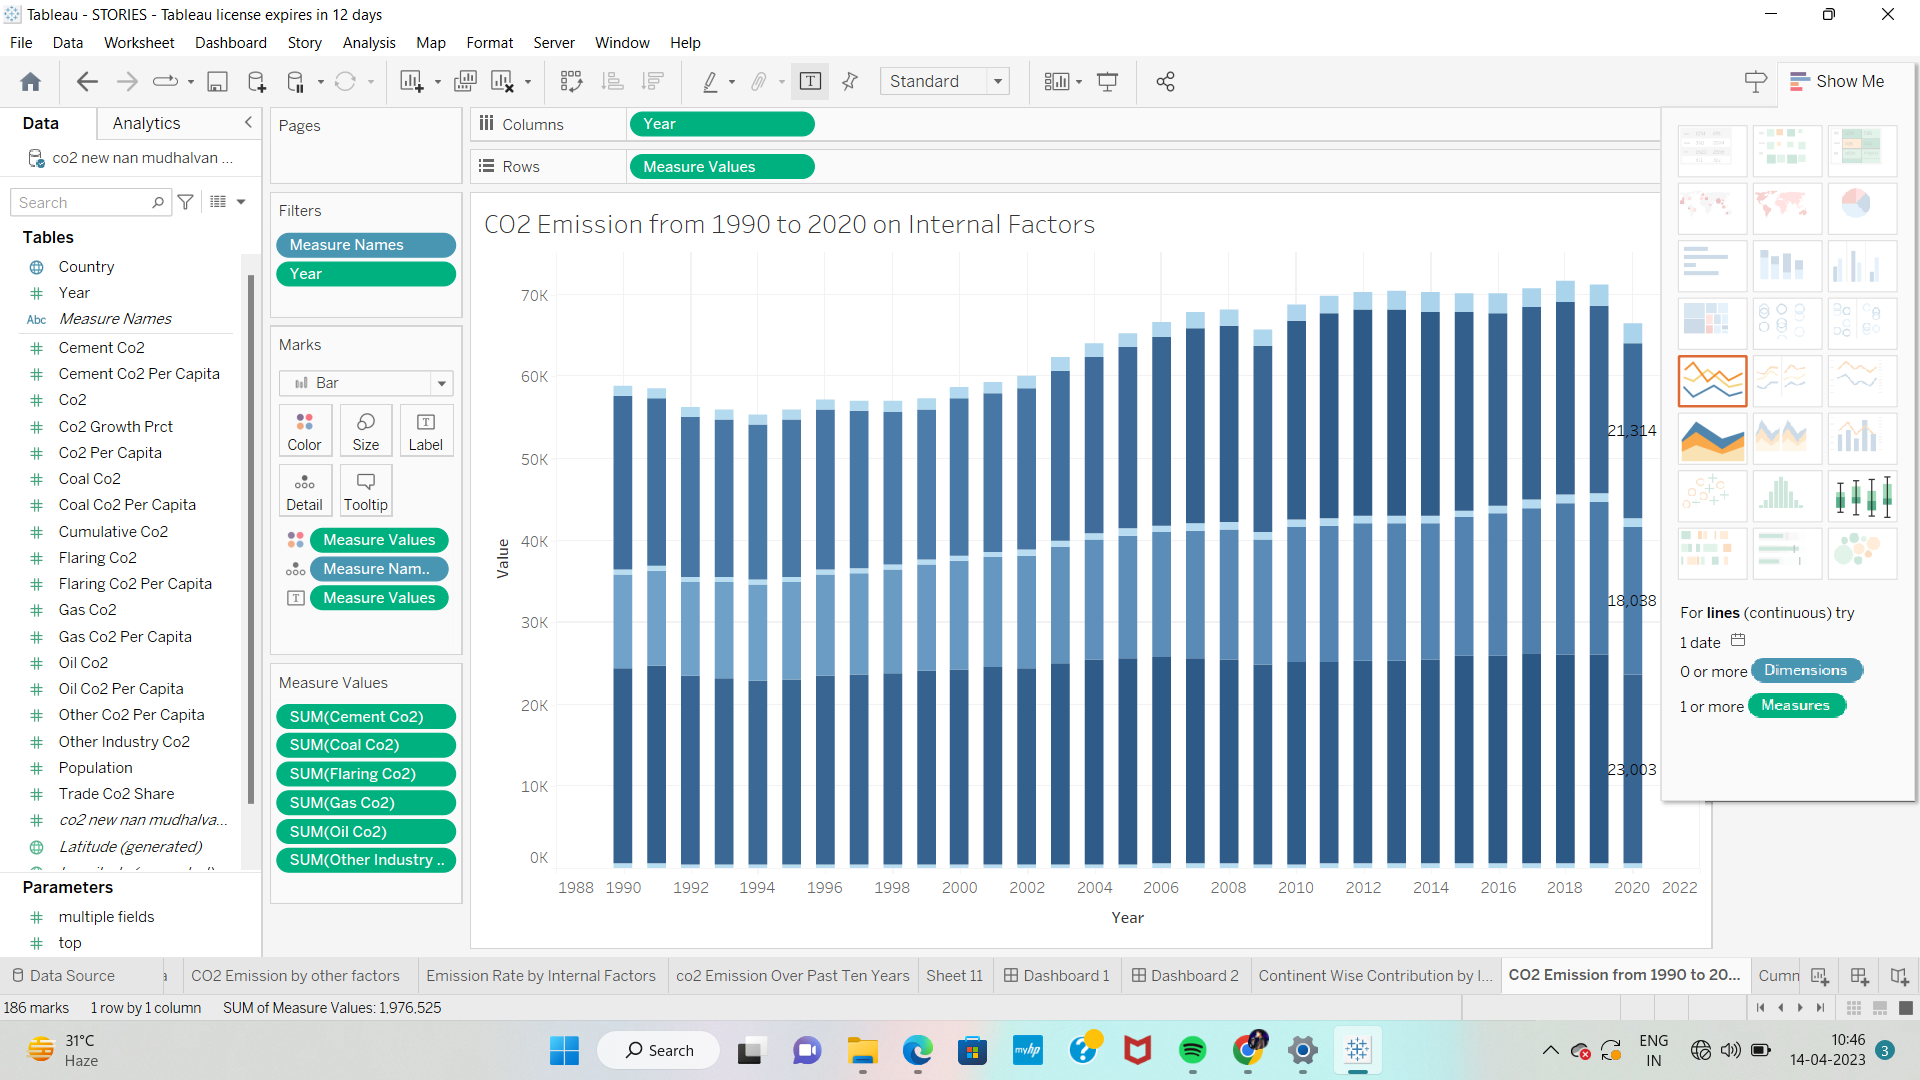 Tableau - STORIES - Tableau license expires in 12 days
File Data Worksheet Dashboard Story Analysis Map Format Server Window Help
Standard
Show Me
Data Analytics
co2 new nan mudhalvan ...
Search
Tables
Country
Year
Abc Measure Names
Cement Co2
Cement Co2 Per Capita
Co2
Co2 Growth Prct
Co2 Per Capita
Coal Co2
Coal Co2 Per Capita
Cumulative Co2
Flaring Co2
Flaring Co2 Per Capita
Gas Co2
Gas Co2 Per Capita
Oil Co2
Oil Co2 Per Capita
Other Co2 Per Capita
Other Industry Co2
Population
Trade Co2 Share
co2 new nan mudhalva...
Latitude (generated)
Parameters
multiple fields
top
Pages
Filters
Measure Names
Year
Marks
Bar
Color Size Label
Detail Tooltip
Measure Values
Measure Nam..
Measure Values
Measure Values
SUM(Cement Co2)
SUM(Coal Co2)
SUM(Flaring Co2)
SUM(Gas Co2)
SUM(Oil Co2)
SUM(Other Industry ..
Columns Year
Rows Measure Values
CO2 Emission from 1990 to 2020 on Internal Factors
70K
60K
50K
40K
30K
20K
10K
0K
Value
21,314
18,038
23,003
1988 1990 1992 1994 1996 1998 2000 2002 2004 2006 2008 2010 2012 2014 2016 2018 2020 2022
Year
For lines (continuous) try
1 date
0 or more Dimensions
1 or more Measures
Data Source CO2 Emission by other factors Emission Rate by Internal Factors co2 Emission Over Past Ten Years Sheet 11 Dashboard 1 Dashboard 2 Continent Wise Contribution by I... CO2 Emission from 1990 to 20... Cumn
186 marks 1 row by 1 column SUM of Measure Values: 1,976,525
31°C
Haze
Search
myhp
ENG
IN
10:46
14-04-2023
3